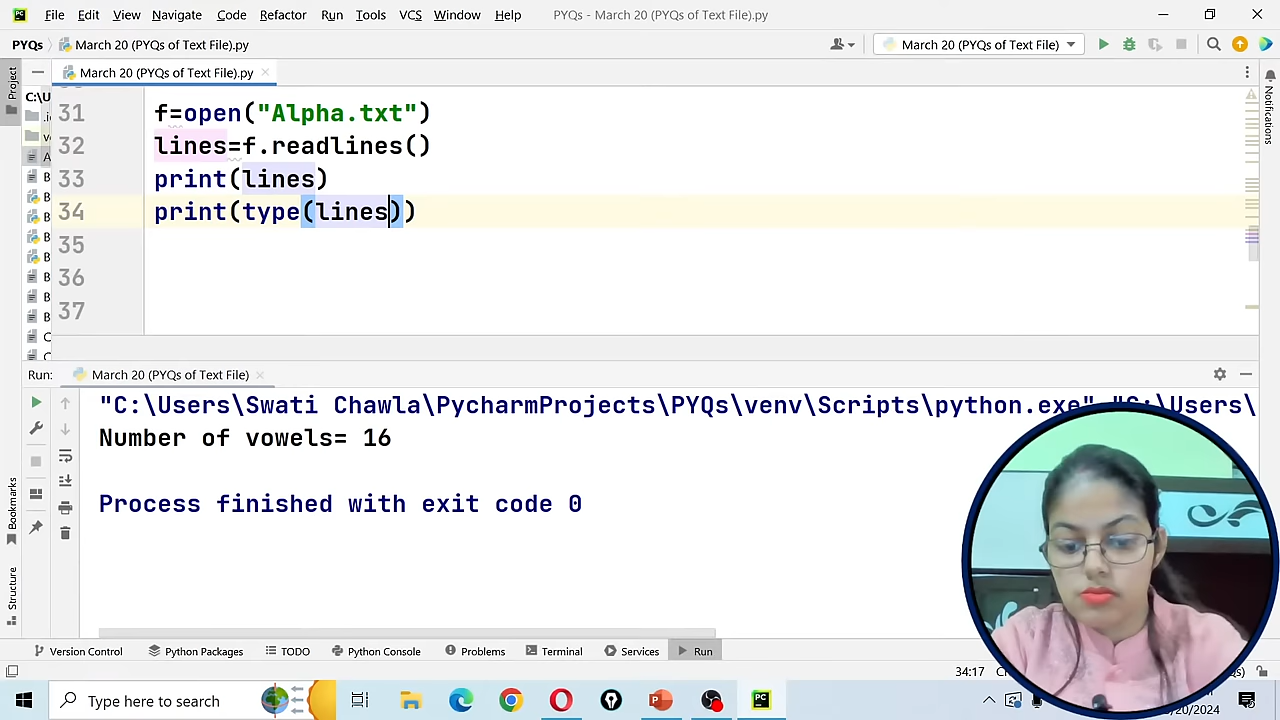 File Edit View Navigate Code Refactor Run Tools VCS Window Help PYQs - March 20 (PYQs of Text File).py
PYQs March 20 (PYQs of Text File).py March 20 (PYQs of Text File)
Project
March 20 (PYQs of Text File).py
Notifications
C:\U
31 f=open("Alpha.txt")
32 lines=f.readlines()
33 print(lines)
34 print(type(lines))
35
36
37
Run: March 20 (PYQs of Text File)
"C:\Users\Swati Chawla\PycharmProjects\PYQs\venv\Scripts\python.exe" "C:\Users\
Number of vowels= 16
Process finished with exit code 0
Bookmarks
Structure
Version Control Python Packages TODO Python Console Problems Terminal Services Run
34:17
Type here to search